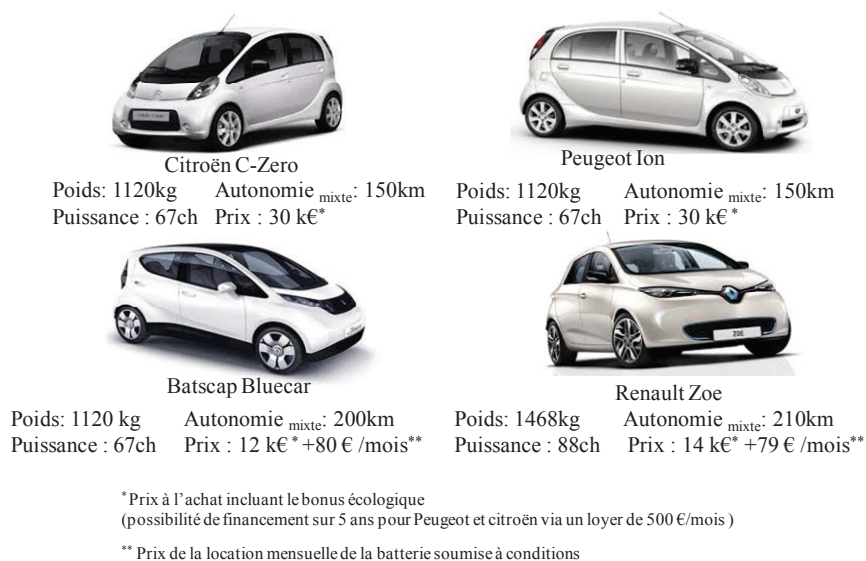 Citroën C-Zero
Poids: 1120kg Autonomie mixte: 150km
Puissance : 67ch Prix : 30 k€*
Peugeot Ion
Poids: 1120kg Autonomie mixte: 150km
Puissance : 67ch Prix : 30 k€ *
Batscap Bluecar
Poids: 1120 kg Autonomie mixte: 200km
Puissance : 67ch Prix : 12 k€ * +80 € /mois**
ZOE
Renault Zoe
Poids: 1468kg Autonomie mixte: 210km
Puissance : 88ch Prix : 14 k€* +79 € /mois**
* Prix à l’achat incluant le bonus écologique
(possibilité de financement sur 5 ans pour Peugeot et citroën via un loyer de 500 €/mois )
** Prix de la location mensuelle de la batterie soumise à conditions